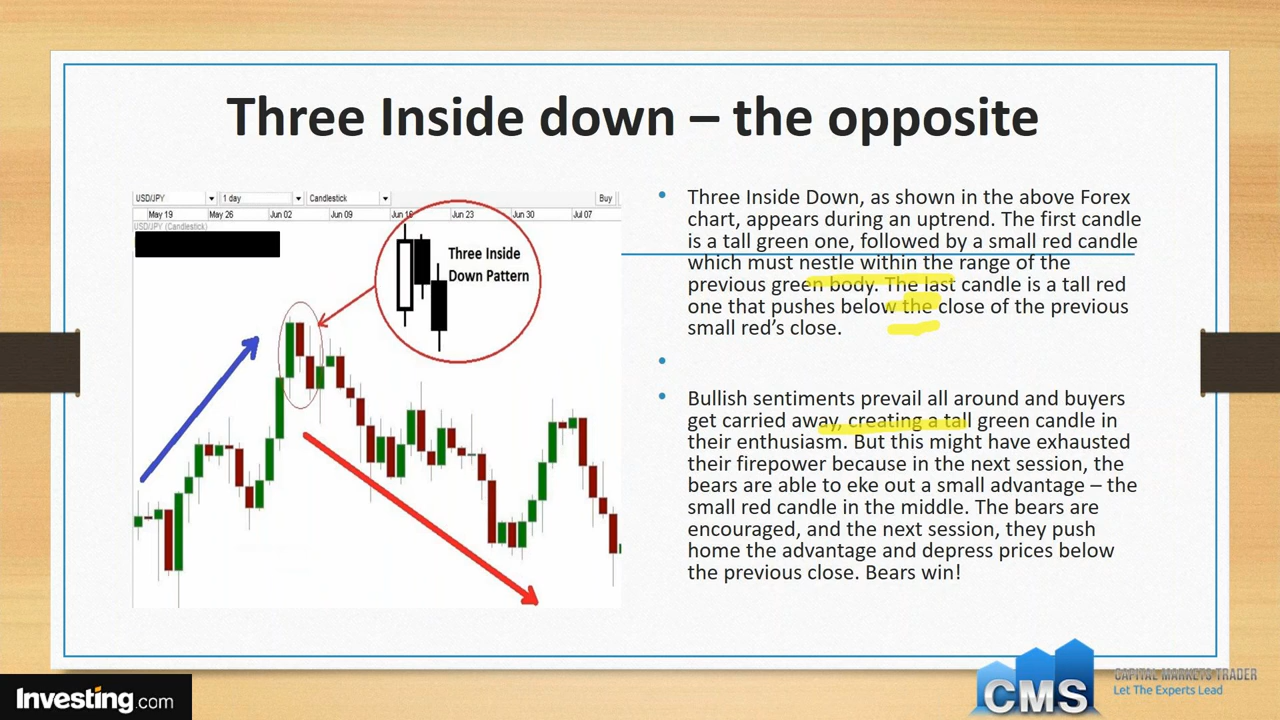 Three Inside down – the opposite
USD/JPY 1 day Candlestick Buy
May 19 May 26 Jun 02 Jun 09 Jun 16 Jun 23 Jun 30 Jul 07
USD/JPY (Candlestick)
Three Inside
Down Pattern
• Three Inside Down, as shown in the above Forex
chart, appears during an uptrend. The first candle
is a tall green one, followed by a small red candle
which must nestle within the range of the
previous green body. The last candle is a tall red
one that pushes below the close of the previous
small red’s close.
•
• Bullish sentiments prevail all around and buyers
get carried away, creating a tall green candle in
their enthusiasm. But this might have exhausted
their firepower because in the next session, the
bears are able to eke out a small advantage – the
small red candle in the middle. The bears are
encouraged, and the next session, they push
home the advantage and depress prices below
the previous close. Bears win!
Investing.com
CMS
CAPITAL MARKETS TRADER
Let The Experts Lead